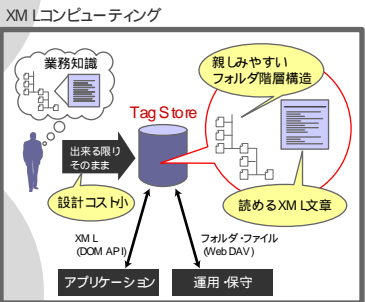 XMLコンピューティング
業務知識
親しみやすい
フォルダ階層構造
TagStore
出来る限り
そのまま
設計コスト小
読めるXML文章
XML
(DOM API)
フォルダ・ファイル
(WebDAV)
アプリケーション
運用・保守